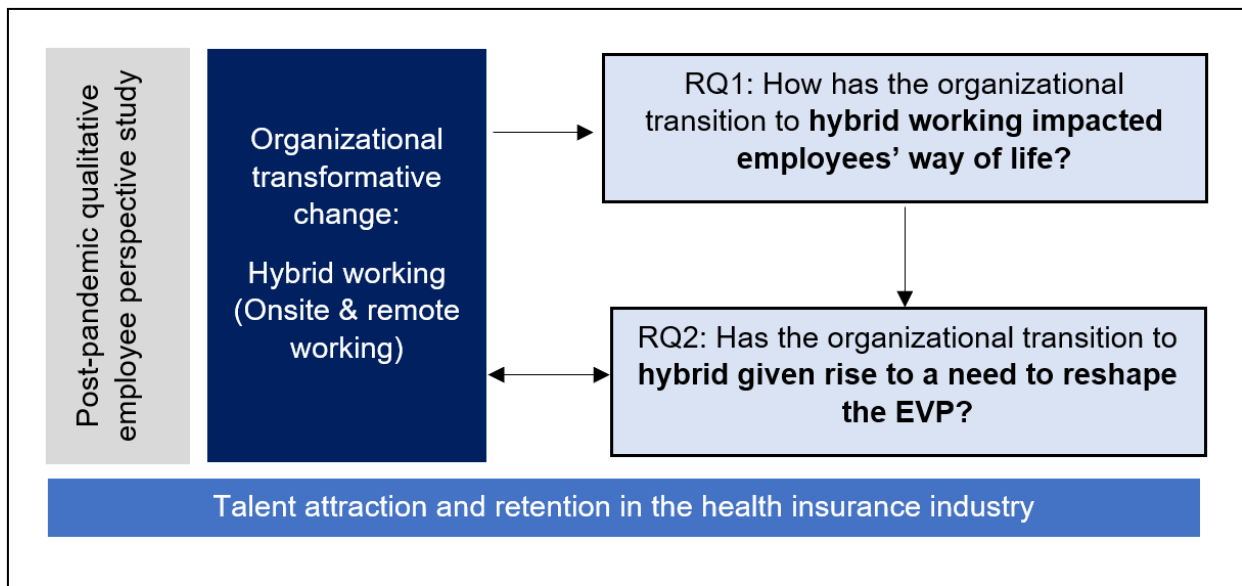 Post-pandemic qualitative
employee perspective study
Organizational
transformative
change:
Hybrid working
(Onsite & remote
working)
RQ1: How has the organizational
transition to hybrid working impacted
employees’ way of life?
RQ2: Has the organizational transition to
hybrid given rise to a need to reshape
the EVP?
Talent attraction and retention in the health insurance industry